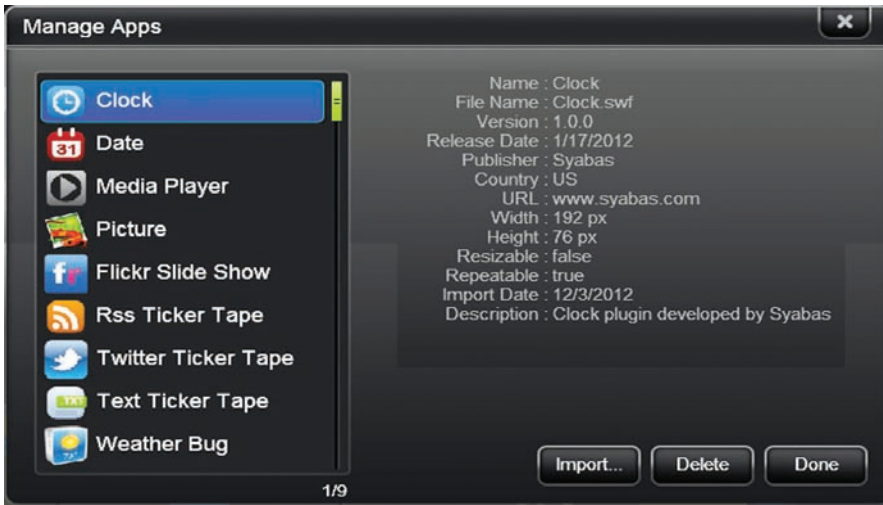 Manage Apps
Clock
Date
31
Media Player
Picture
Flickr Slide Show
Rss Ticker Tape
Twitter Ticker Tape
TXT
Text Ticker Tape
Weather Bug
1/9
Name : Clock
File Name : Clock.swf
Version : 1.0.0
Release Date : 1/17/2012
Publisher : Syabas
Country : US
URL : www.syabas.com
Width : 192 px
Height : 76 px
Resizable : false
Repeatable : true
Import Date : 12/3/2012
Description : Clock plugin developed by Syabas
Import...
Delete
Done